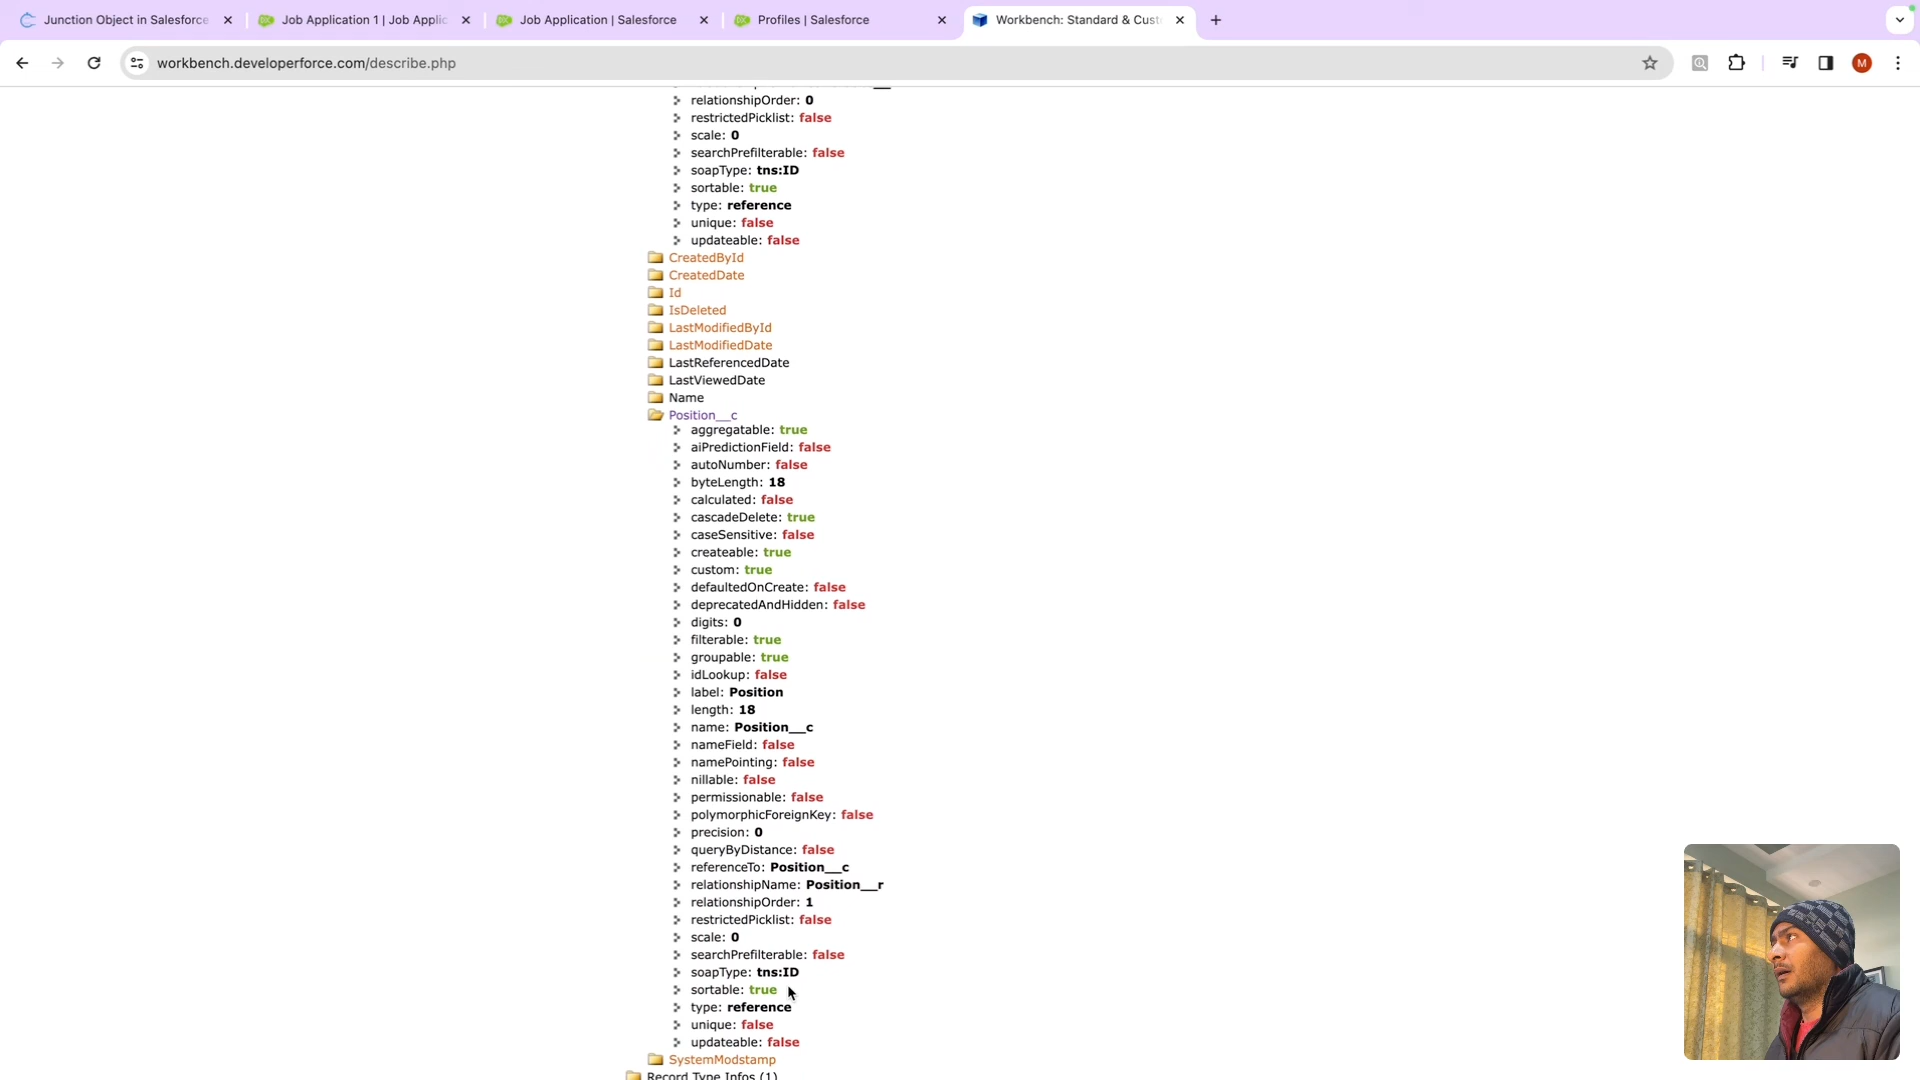 Junction Object in Salesforce
Job Application 1 | Job Applic
Job Application | Salesforce
Profiles | Salesforce
Workbench: Standard & Cust
workbench.developerforce.com/describe.php
M
relationshipOrder: 0
restrictedPicklist: false
scale: 0
searchPrefilterable: false
soapType: tns:ID
sortable: true
type: reference
unique: false
updateable: false
CreatedById
CreatedDate
Id
IsDeleted
LastModifiedById
LastModifiedDate
LastReferencedDate
LastViewedDate
Name
Position__c
aggregatable: true
aiPredictionField: false
autoNumber: false
byteLength: 18
calculated: false
cascadeDelete: true
caseSensitive: false
createable: true
custom: true
defaultedOnCreate: false
deprecatedAndHidden: false
digits: 0
filterable: true
groupable: true
idLookup: false
label: Position
length: 18
name: Position__c
nameField: false
namePointing: false
nillable: false
permissionable: false
polymorphicForeignKey: false
precision: 0
queryByDistance: false
referenceTo: Position__c
relationshipName: Position__r
relationshipOrder: 1
restrictedPicklist: false
scale: 0
searchPrefilterable: false
soapType: tns:ID
sortable: true
type: reference
unique: false
updateable: false
SystemModstamp
Record Type Infos (1)